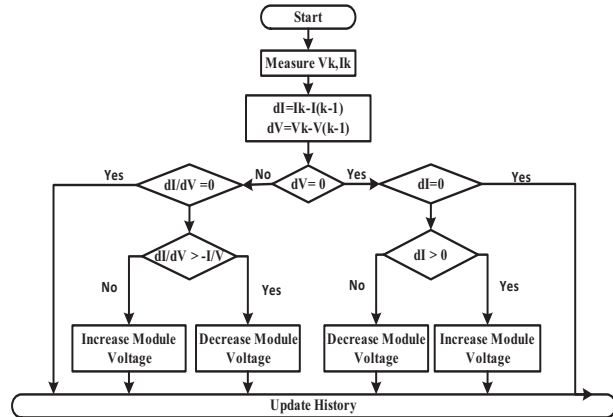 Start
Measure Vk,Ik
dI=Ik-I(k-1)
dV=Vk-V(k-1)
Yes
dI/dV =0
No
dV= 0
Yes
dI=0
Yes
dI/dV > -I/V
dI > 0
No
Yes
No
Yes
Increase Module
Voltage
Decrease Module
Voltage
Decrease Module
Voltage
Increase Module
Voltage
Update History